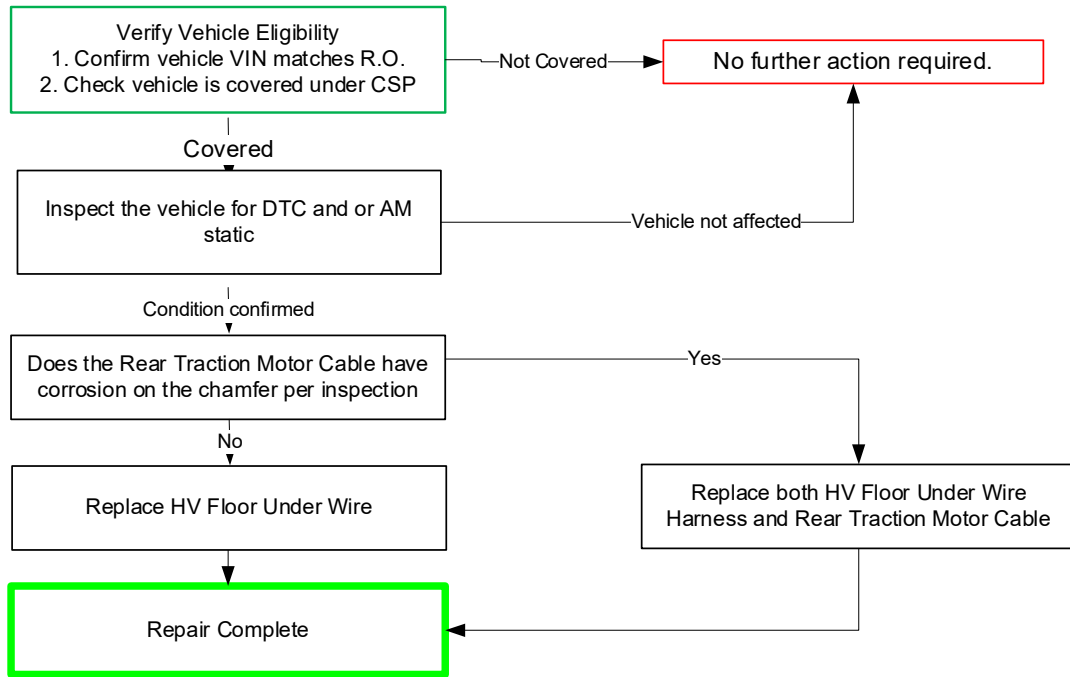 Verify Vehicle Eligibility
1. Confirm vehicle VIN matches R.O.
2. Check vehicle is covered under CSP
Not Covered
No further action required.
Covered
Inspect the vehicle for DTC and or AM
static
Vehicle not affected
Condition confirmed
Does the Rear Traction Motor Cable have
corrosion on the chamfer per inspection
Yes
No
Replace HV Floor Under Wire
Replace both HV Floor Under Wire
Harness and Rear Traction Motor Cable
Repair Complete